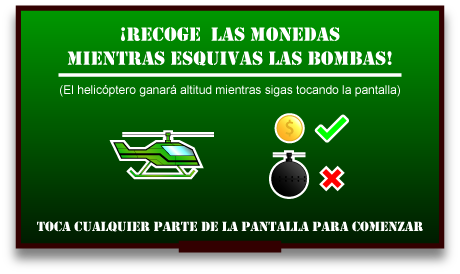 ¡RECOGE LAS MONEDAS
MIENTRAS ESQUIVAS LAS BOMBAS!
(El helicóptero ganará altitud mientras sigas tocando la pantalla)
$
TOCA CUALQUIER PARTE DE LA PANTALLA PARA COMENZAR